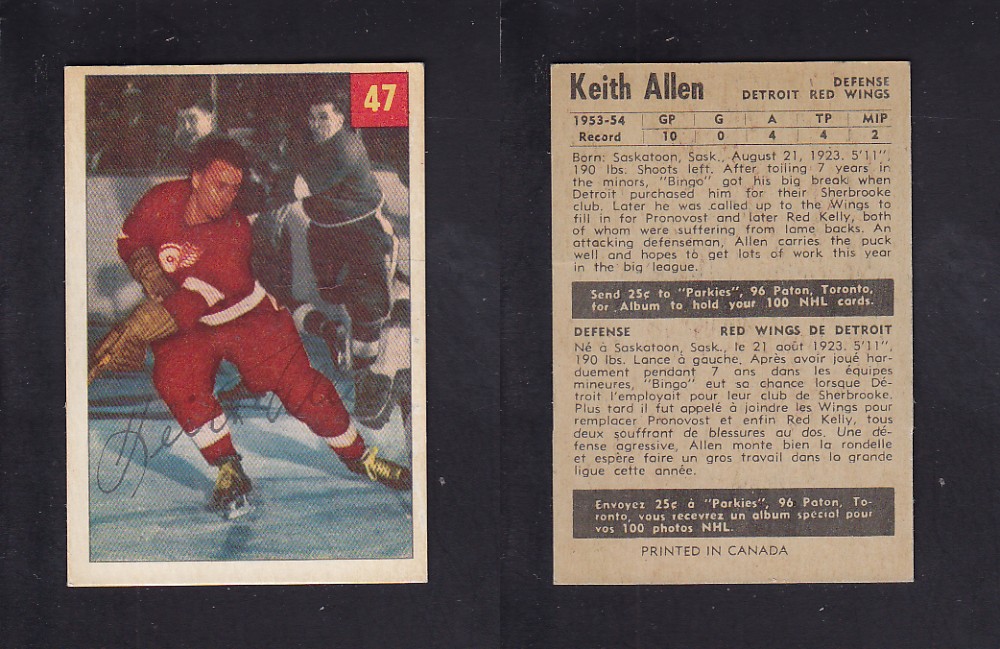 47
Keith Allen
Keith Allen
DEFENSE
DETROIT RED WINGS
1953-54 GP G A TP MIP
Record 10 0 4 4 2
Born: Saskatoon, Sask., August 21, 1923. 5'11".
190 lbs. Shoots left. After toiling 7 years in
the minors, "Bingo" got his big break when
Detroit purchased him for their Sherbrooke
club. Later he was called up to the Wings to
fill in for Pronovost and later Red Kelly, both
of whom were suffering from lame backs. An
attacking defenseman, Allen carries the puck
well and hopes to get lots of work this year
in the big league.
Send 25¢ to "Parkies", 96 Paton, Toronto,
for Album to hold your 100 NHL cards.
DEFENSE RED WINGS DE DETROIT
Né à Saskatoon, Sask., le 21 août 1923. 5'11".
190 lbs. Lance à gauche. Après avoir joué har-
duement pendant 7 ans dans les équipes
mineures, "Bingo" eut sa chance lorsque Dé-
troit l'employait pour leur club de Sherbrooke.
Plus tard il fut appelé à joindre les Wings pour
remplacer Pronovost et enfin Red Kelly, tous
deux souffrant de blessures au dos. Une dé-
fense agressive, Allen monte bien la rondelle
et espère faire un gros travail dans la grande
ligue cette année.
Envoyez 25¢ à "Parkies", 96 Paton, To-
ronto, vous recevrez un album spécial pour
vos 100 photos NHL.
PRINTED IN CANADA